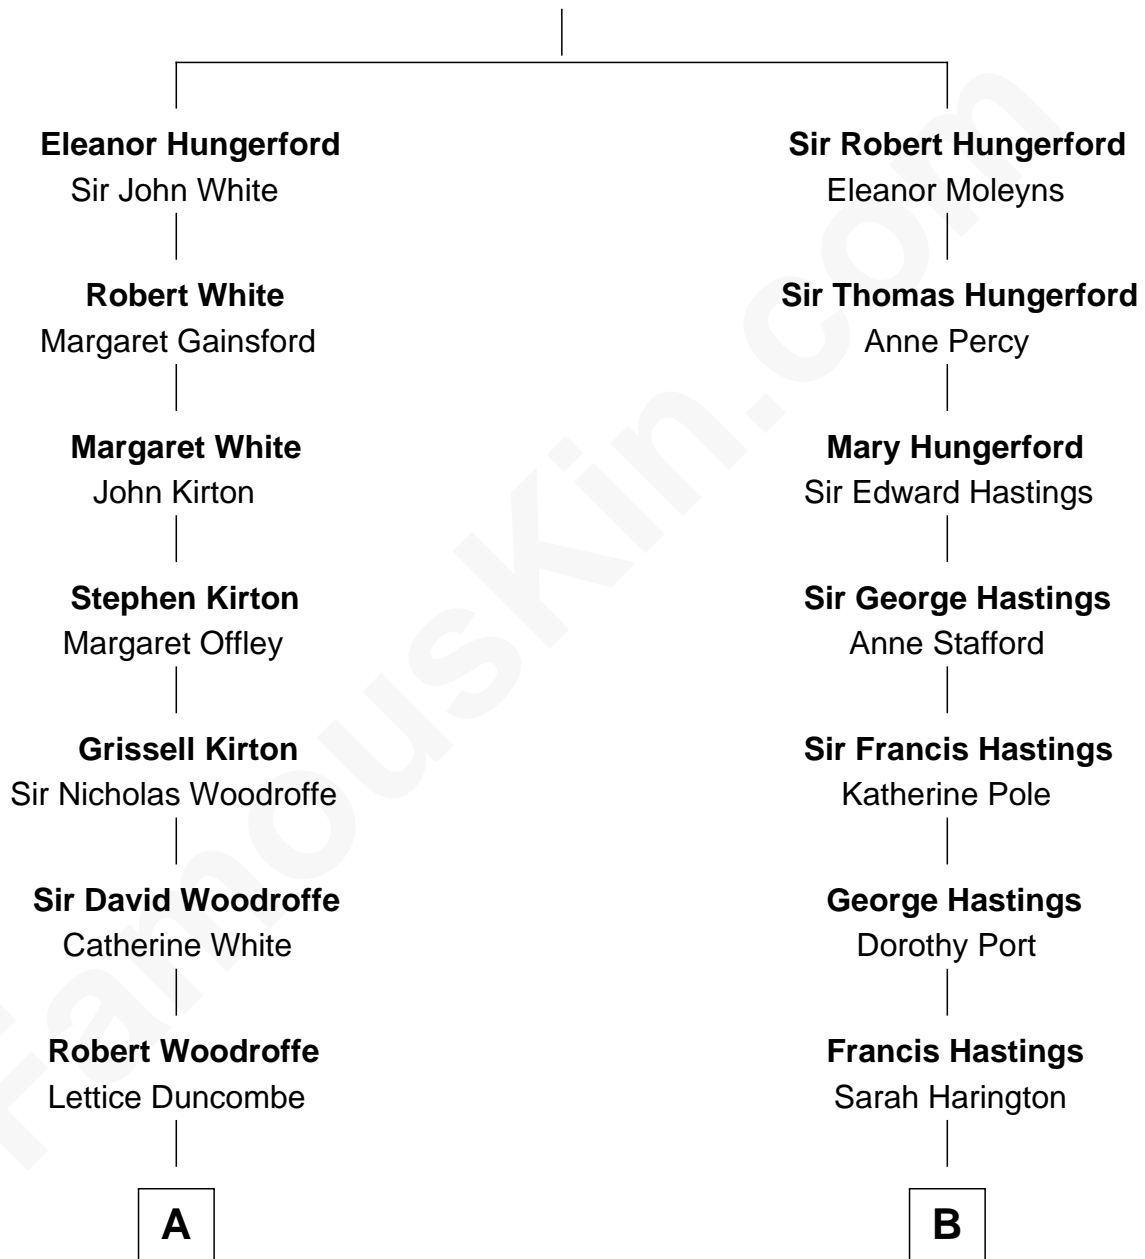 Eleanor Hungerford
Sir John White
Robert White
Margaret Gainsford
Margaret White
John Kirton
Stephen Kirton
Margaret Offley
Grissell Kirton
Sir Nicholas Woodroffe
Sir David Woodroffe
Catherine White
Robert Woodroffe
Lettice Duncombe
A
Sir Robert Hungerford
Eleanor Moleyns
Sir Thomas Hungerford
Anne Percy
Mary Hungerford
Sir Edward Hastings
Sir George Hastings
Anne Stafford
Sir Francis Hastings
Katherine Pole
George Hastings
Dorothy Port
Francis Hastings
Sarah Harington
B
FamousKin.com